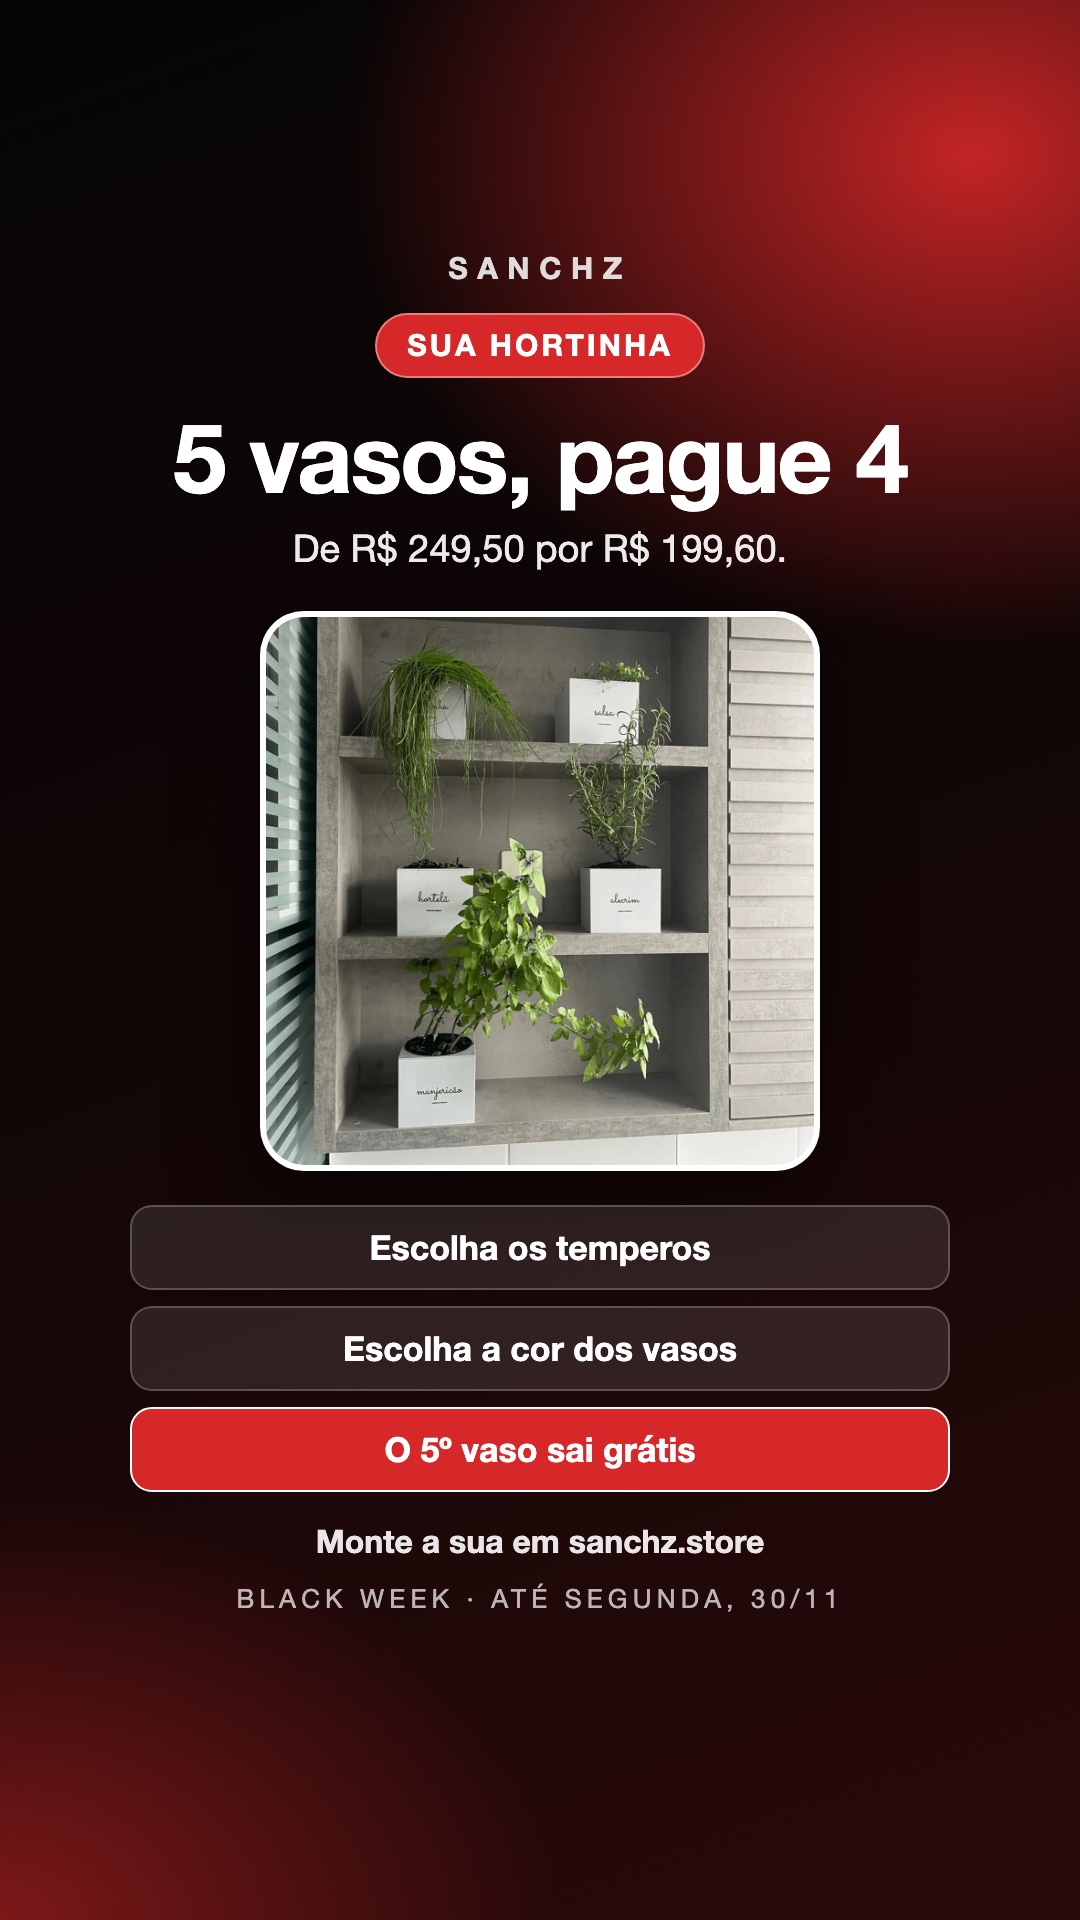 SANCHZ
SUA HORTINHA
5 vasos, pague 4
De R$ 249,50 por R$ 199,60.
salsa
hortelã
alecrim
manjericão
Escolha os temperos
Escolha a cor dos vasos
O 5º vaso sai grátis
Monte a sua em sanchz.store
BLACK WEEK · ATÉ SEGUNDA, 30/11